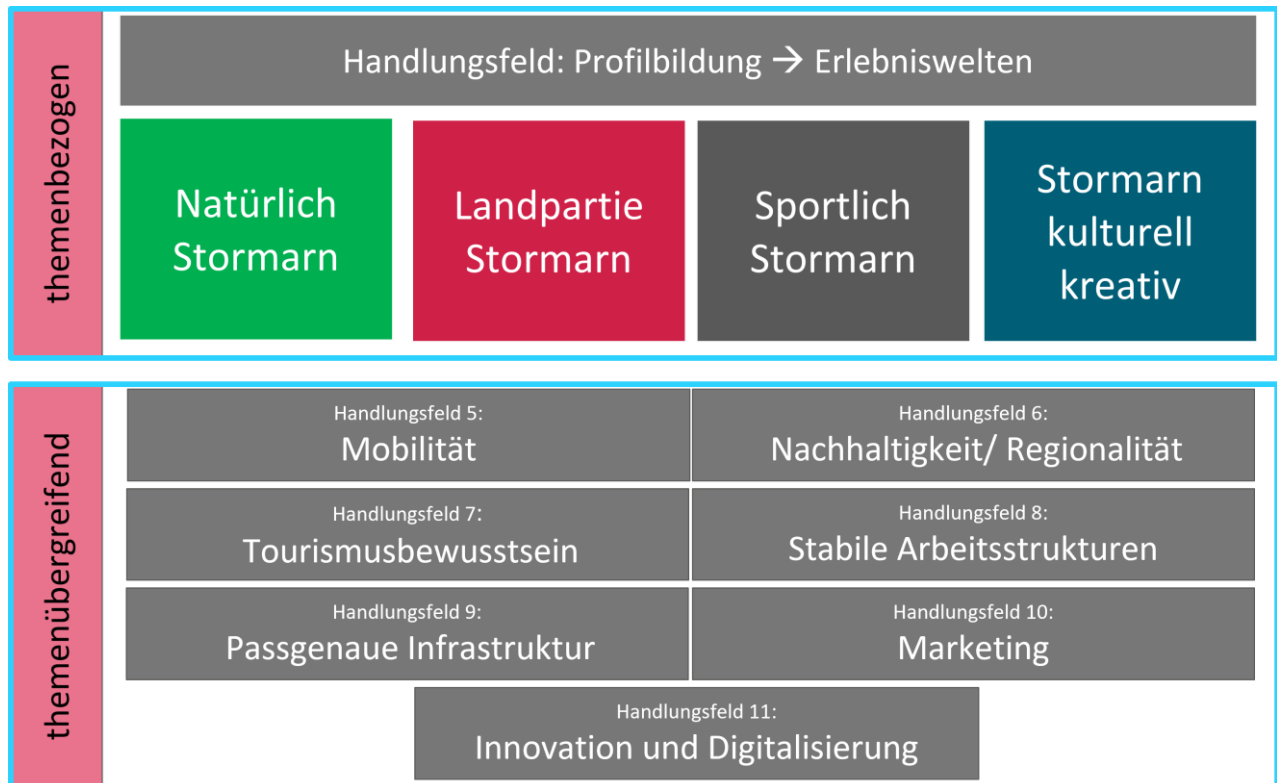 themenbezogen
Handlungsfeld: Profilbildung → Erlebniswelten
Natürlich
Stormarn
Landpartie
Stormarn
Sportlich
Stormarn
Stormarn
kulturell
kreativ
themenübergreifend
Handlungsfeld 5:
Mobilität
Handlungsfeld 6:
Nachhaltigkeit/ Regionalität
Handlungsfeld 7:
Tourismusbewusstsein
Handlungsfeld 8:
Stabile Arbeitsstrukturen
Handlungsfeld 9:
Passgenaue Infrastruktur
Handlungsfeld 10:
Marketing
Handlungsfeld 11:
Innovation und Digitalisierung